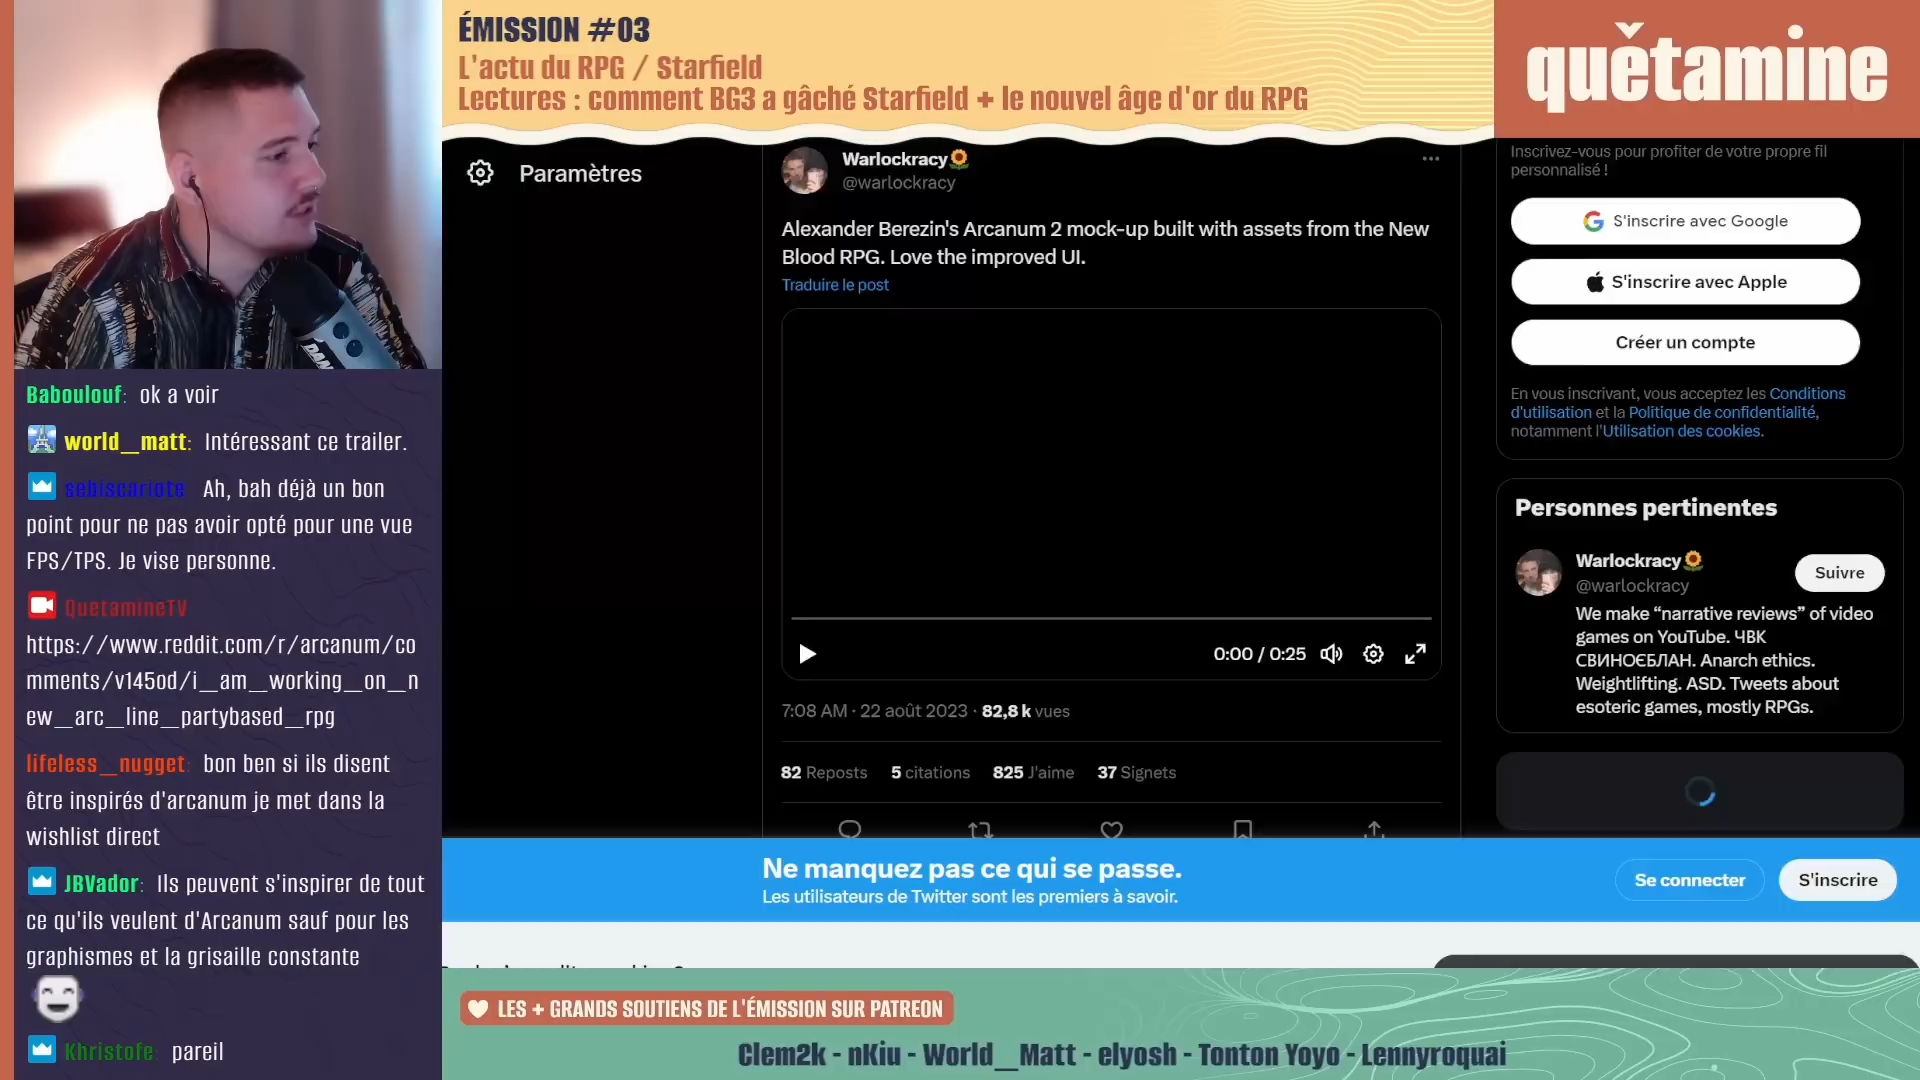 ÉMISSION #03
L'actu du RPG / Starfield
Lectures : comment BG3 a gâché Starfield + le nouvel âge d'or du RPG
quetamine
Paramètres
Warlockracy🌻
@warlockracy
Alexander Berezin's Arcanum 2 mock-up built with assets from the New
Blood RPG. Love the improved UI.
Traduire le post
0:00 / 0:25
7:08 AM · 22 août 2023 · 82,8 k vues
82 Reposts 5 citations 825 J'aime 37 Signets
Inscrivez-vous pour profiter de votre propre fil
personnalisé !
S'inscrire avec Google
S'inscrire avec Apple
Créer un compte
En vous inscrivant, vous acceptez les Conditions
d'utilisation et la Politique de confidentialité,
notamment l'Utilisation des cookies.
Personnes pertinentes
Warlockracy🌻
@warlockracy
Suivre
We make “narrative reviews” of video
games on YouTube. ЧВК
СВИНОЄБЛАН. Anarch ethics.
Weightlifting. ASD. Tweets about
esoteric games, mostly RPGs.
Ne manquez pas ce qui se passe.
Les utilisateurs de Twitter sont les premiers à savoir.
Se connecter
S'inscrire
Baboulouf: ok a voir
world_matt: Intéressant ce trailer.
sebiscariote: Ah, bah déjà un bon
point pour ne pas avoir opté pour une vue
FPS/TPS. Je vise personne.
QuetamineTV
https://www.reddit.com/r/arcanum/co
mments/v145od/i_am_working_on_n
ew_arc_line_partybased_rpg
lifeless_nugget: bon ben si ils disent
être inspirés d'arcanum je met dans la
wishlist direct
JBVador: Ils peuvent s'inspirer de tout
ce qu'ils veulent d'Arcanum sauf pour les
graphismes et la grisaille constante
Khristofe: pareil
LES + GRANDS SOUTIENS DE L'ÉMISSION SUR PATREON
Clem2k - nKiu - World_Matt - elyosh - Tonton Yoyo - Lennyroquai